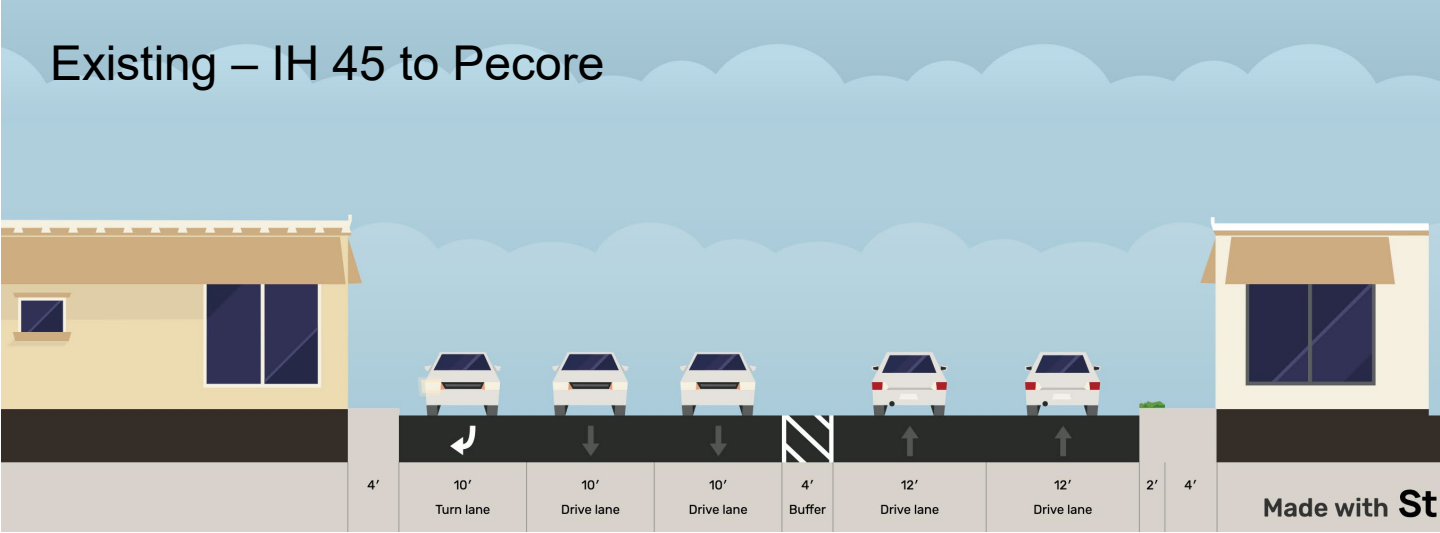 Existing – IH 45 to Pecore
4′ 10′ 10′ 10′ 4′ 12′ 12′ 2′ 4′
Turn lane Drive lane Drive lane Buffer Drive lane Drive lane
Made with St